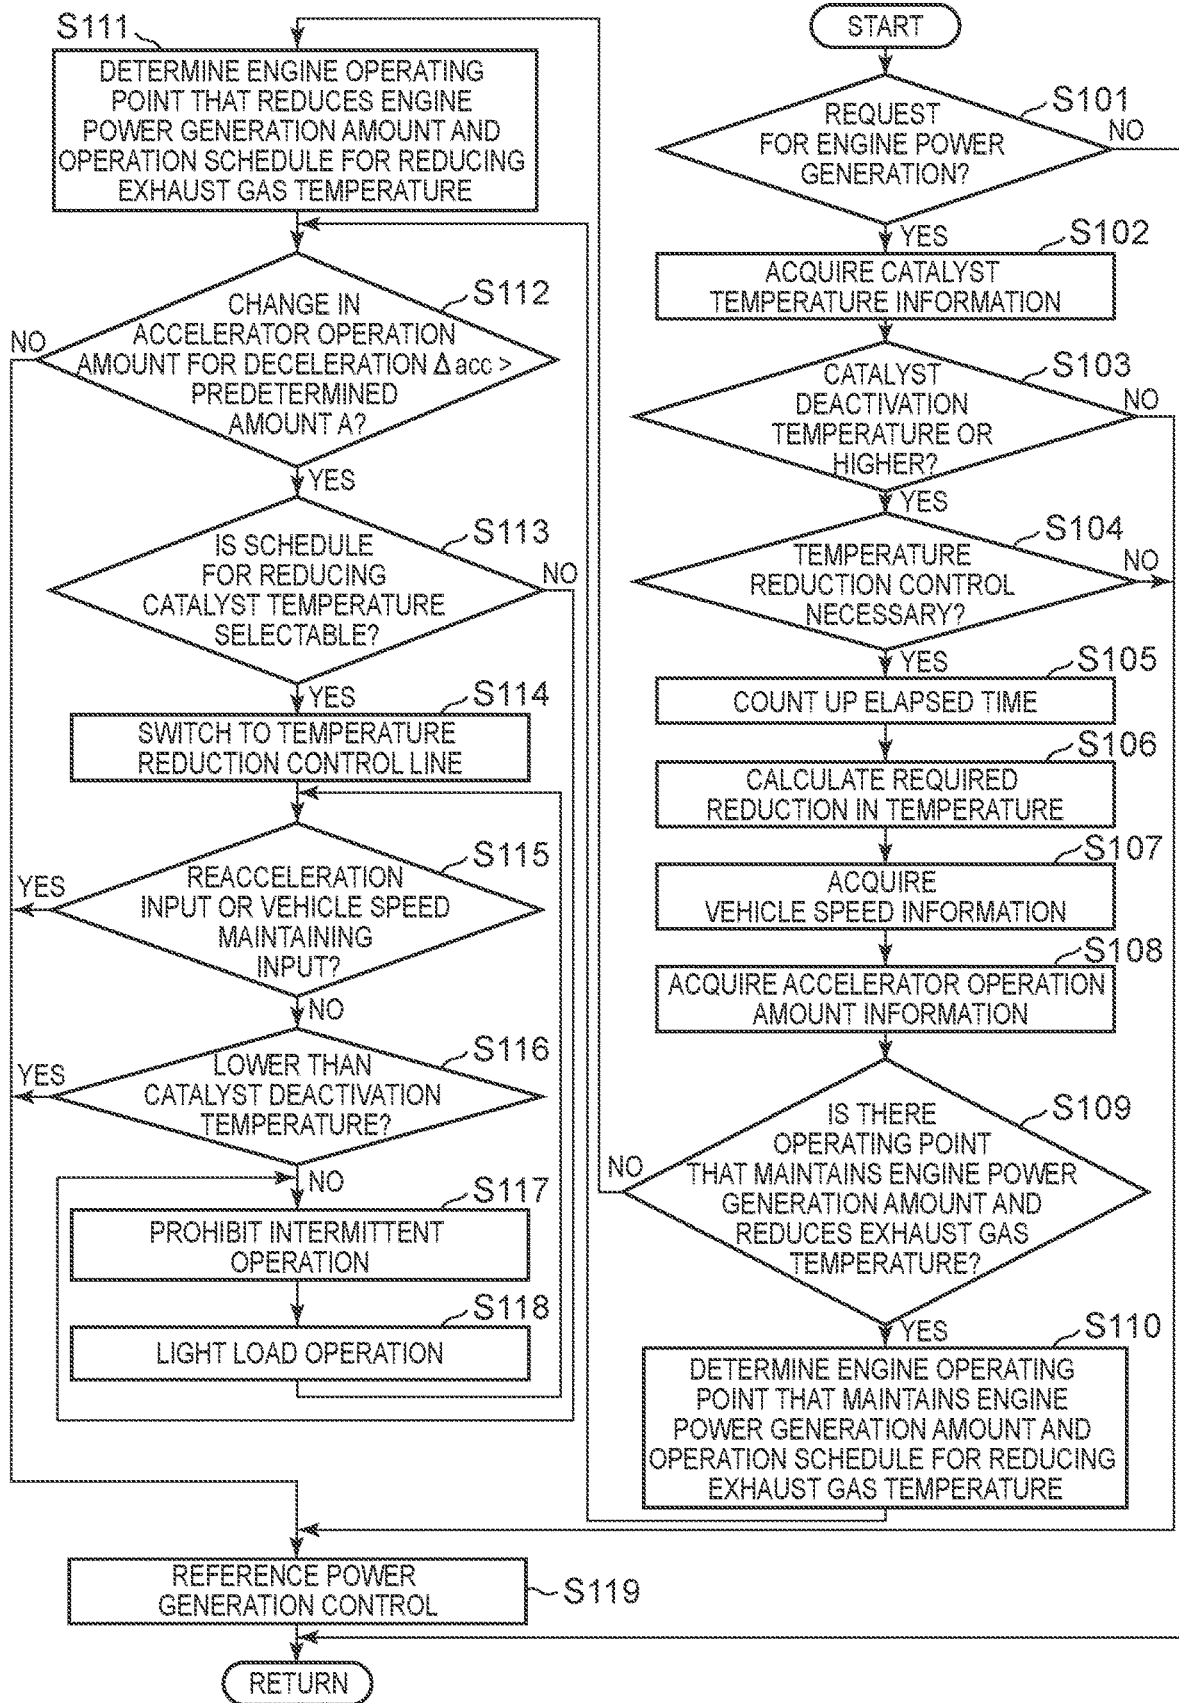 START
S101
REQUEST
FOR ENGINE POWER
GENERATION?
NO
YES
S102
ACQUIRE CATALYST
TEMPERATURE INFORMATION
S103
CATALYST
DEACTIVATION
TEMPERATURE OR
HIGHER?
NO
YES
S104
TEMPERATURE
REDUCTION CONTROL
NECESSARY?
NO
YES
S105
COUNT UP ELAPSED TIME
S106
CALCULATE REQUIRED
REDUCTION IN TEMPERATURE
S107
ACQUIRE
VEHICLE SPEED INFORMATION
S108
ACQUIRE ACCELERATOR OPERATION
AMOUNT INFORMATION
S109
IS THERE
OPERATING POINT
THAT MAINTAINS ENGINE POWER
GENERATION AMOUNT AND
REDUCES EXHAUST GAS
TEMPERATURE?
NO
YES
S110
DETERMINE ENGINE OPERATING
POINT THAT MAINTAINS ENGINE
POWER GENERATION AMOUNT AND
OPERATION SCHEDULE FOR REDUCING
EXHAUST GAS TEMPERATURE
S111
DETERMINE ENGINE OPERATING
POINT THAT REDUCES ENGINE
POWER GENERATION AMOUNT AND
OPERATION SCHEDULE FOR REDUCING
EXHAUST GAS TEMPERATURE
S112
CHANGE IN
ACCELERATOR OPERATION
AMOUNT FOR DECELERATION Δ acc >
PREDETERMINED
AMOUNT A?
NO
YES
S113
IS SCHEDULE
FOR REDUCING
CATALYST TEMPERATURE
SELECTABLE?
NO
YES
S114
SWITCH TO TEMPERATURE
REDUCTION CONTROL LINE
S115
REACCELERATION
INPUT OR VEHICLE SPEED
MAINTAINING
INPUT?
YES
NO
S116
LOWER THAN
CATALYST DEACTIVATION
TEMPERATURE?
YES
NO
S117
PROHIBIT INTERMITTENT
OPERATION
S118
LIGHT LOAD OPERATION
REFERENCE POWER
GENERATION CONTROL
S119
RETURN